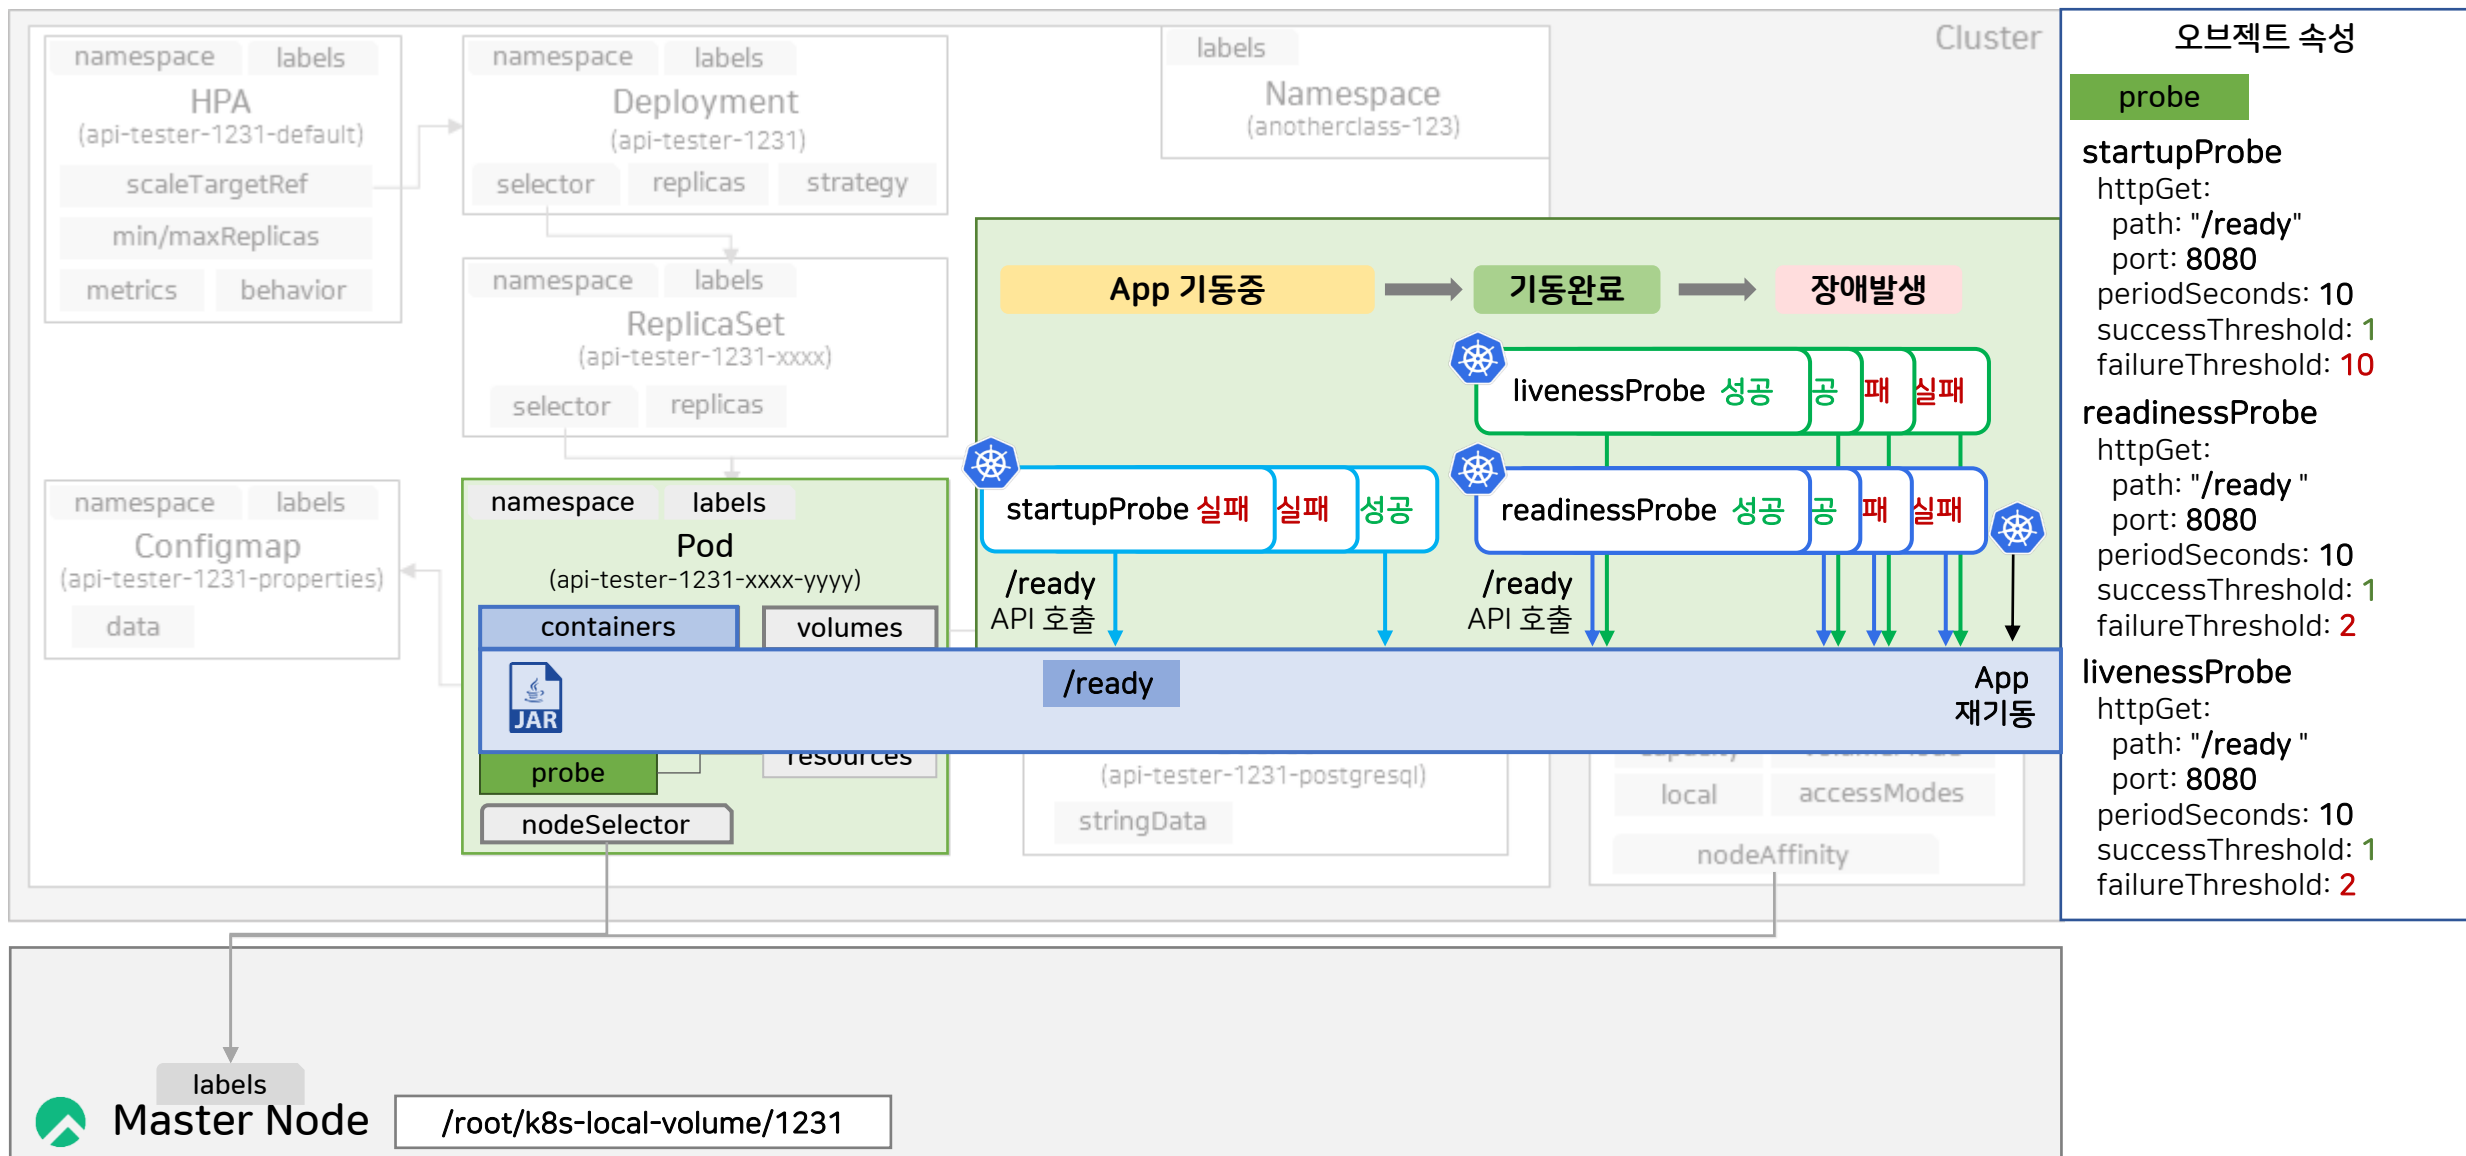 Cluster
namespace labels
HPA
(api-tester-1231-default)
scaleTargetRef
min/maxReplicas
metrics behavior
namespace labels
Deployment
(api-tester-1231)
selector replicas strategy
labels
Namespace
(anotherclass-123)
namespace labels
ReplicaSet
(api-tester-1231-xxxx)
selector replicas
namespace labels
Configmap
(api-tester-1231-properties)
data
namespace labels
Pod
(api-tester-1231-xxxx-yyyy)
containers volumes
JAR
/ready
App
재기동
probe
resources
nodeSelector
App 기동중
기동완료
장애발생
livenessProbe 성공 공 패 실패
startupProbe 실패 실패 성공
readinessProbe 성공 공 패 실패
/ready
API 호출
/ready
API 호출
(api-tester-1231-postgresql)
stringData
capacity volumeMode
local accessModes
nodeAffinity
labels
Master Node
/root/k8s-local-volume/1231
오브젝트 속성
probe
startupProbe
httpGet:
path: "/ready"
port: 8080
periodSeconds: 10
successThreshold: 1
failureThreshold: 10
readinessProbe
httpGet:
path: "/ready "
port: 8080
periodSeconds: 10
successThreshold: 1
failureThreshold: 2
livenessProbe
httpGet:
path: "/ready "
port: 8080
periodSeconds: 10
successThreshold: 1
failureThreshold: 2